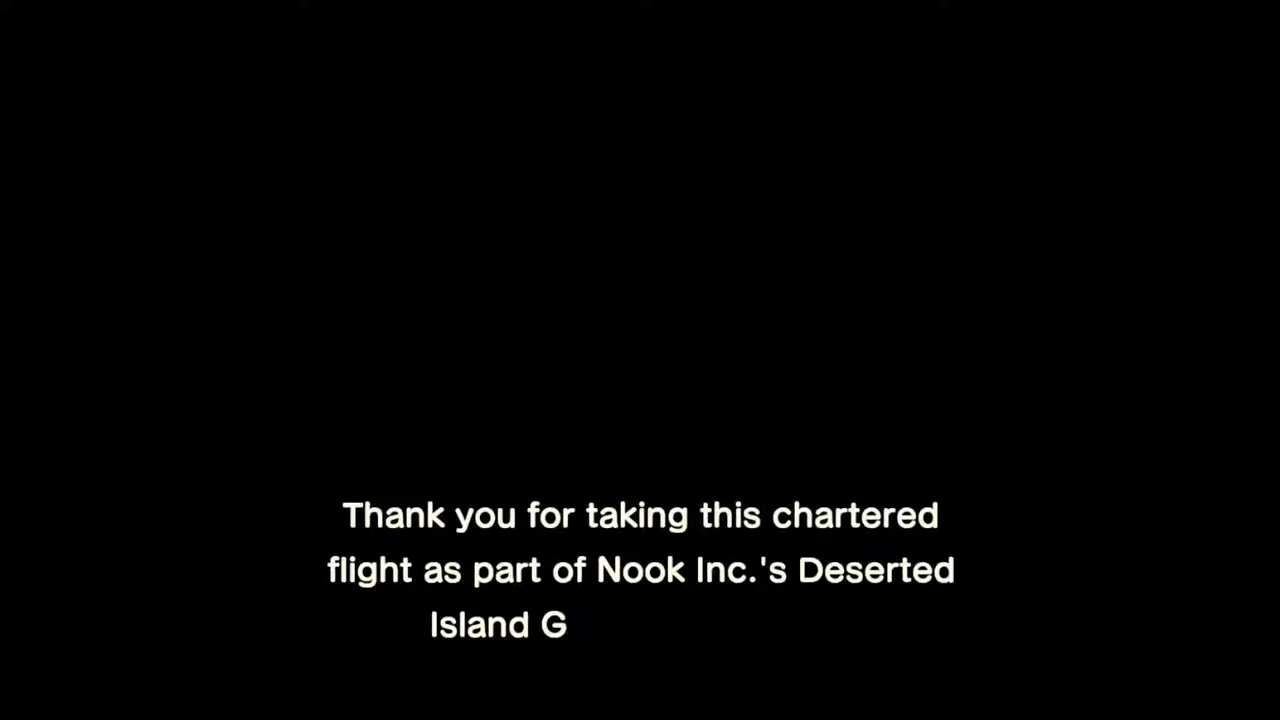 Thank you for taking this chartered
flight as part of Nook Inc.'s Deserted
Island G